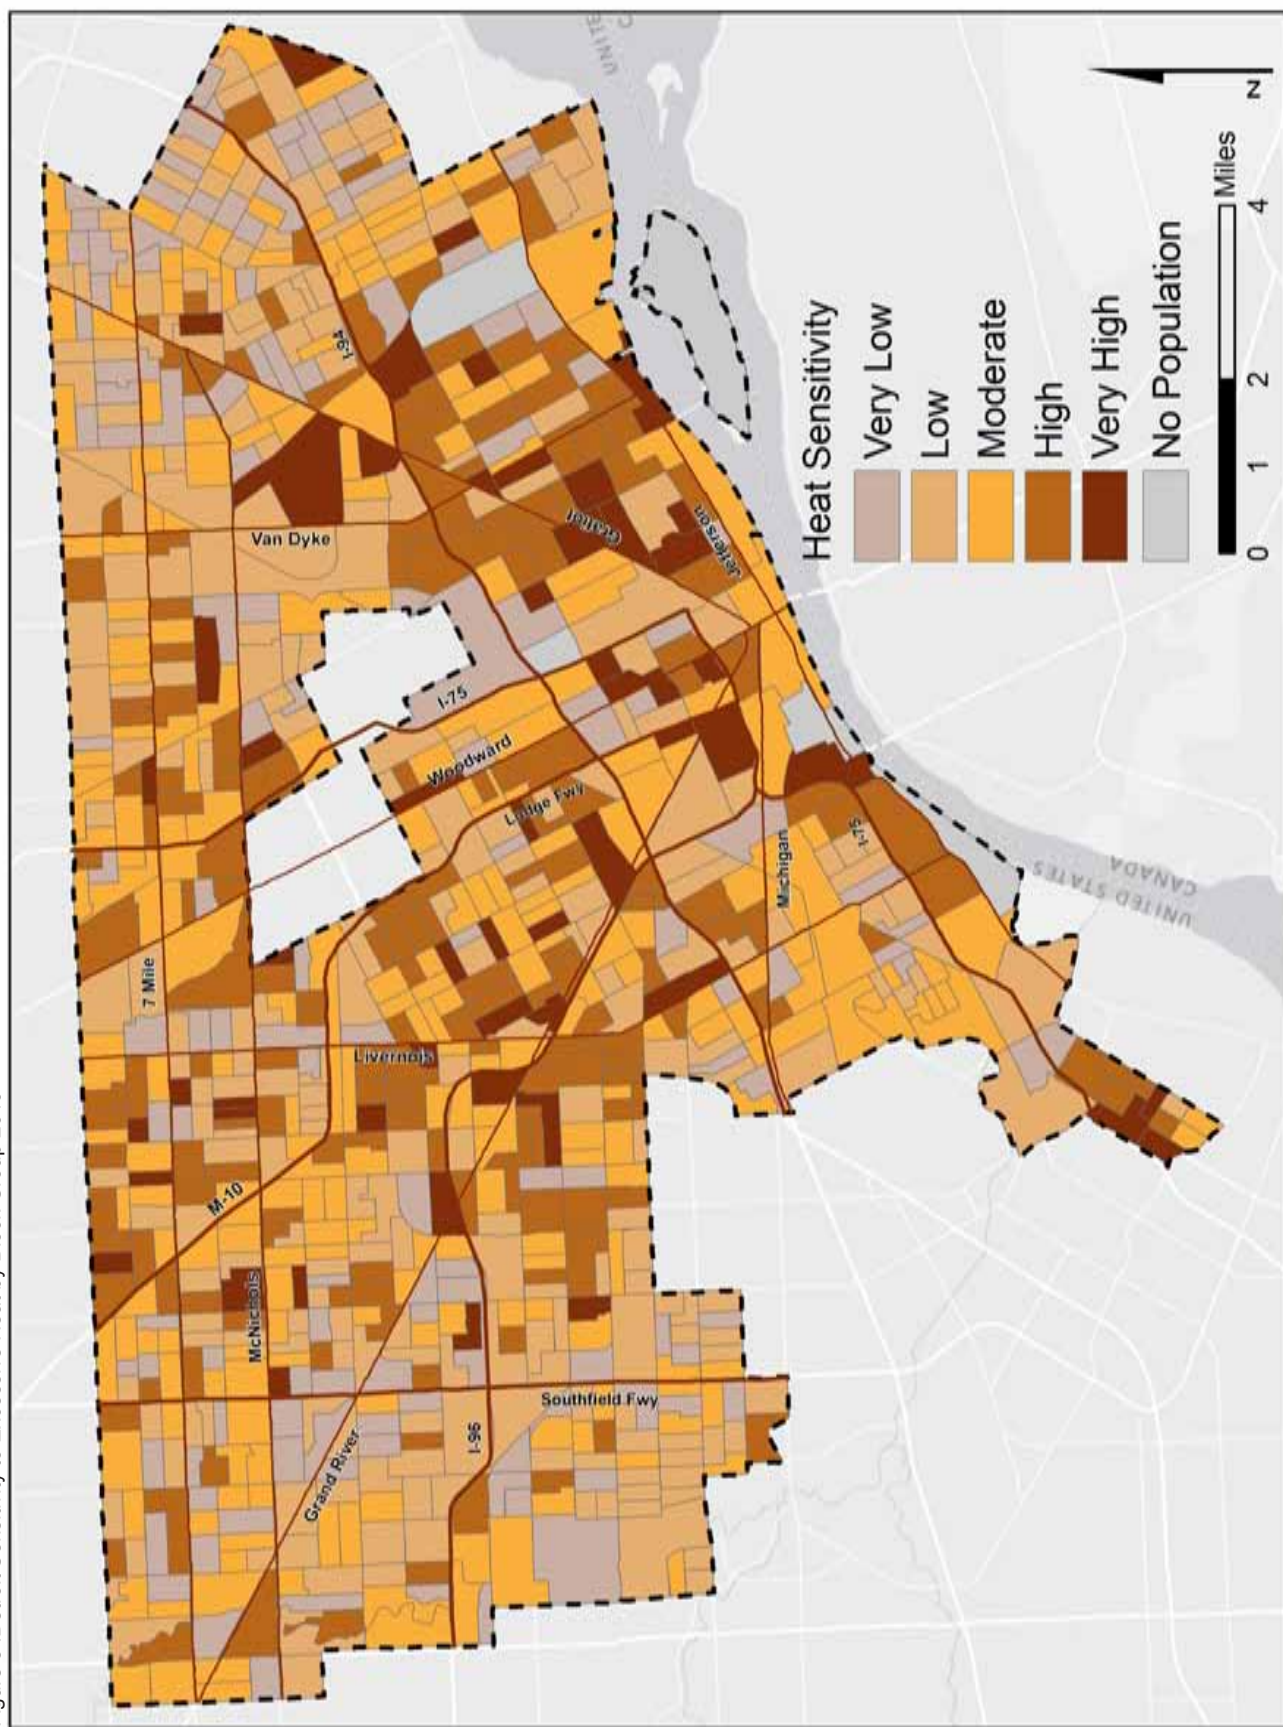 UNITE
C
I-94
Van Dyke
Gratiot
Jefferson
I-75
Woodward
Lodge Fwy
7 Mile
Michigan
I-75
Livernois
M-10
McNichols
Southfield Fwy
I-96
Grand River
UNITED STATES
CANADA
Heat Sensitivity
Very Low
Low
Moderate
High
Very High
No Population
0 1 2 4
Miles
N